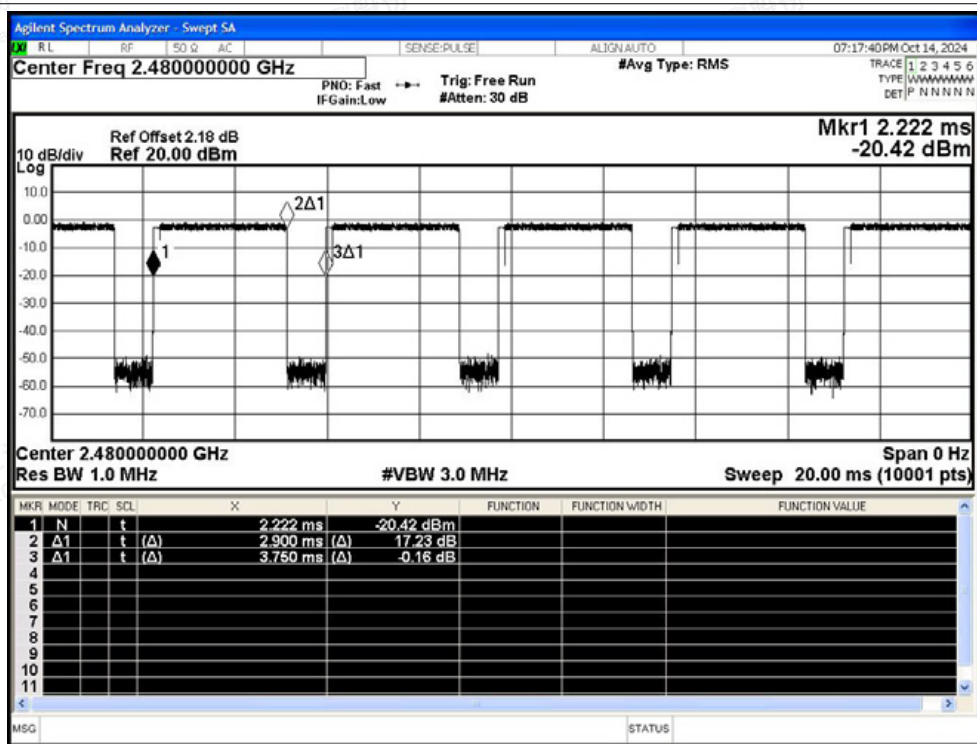 Agilent Spectrum Analyzer - Swept SA
RL RF 50 Ω AC SENSE:PULSE ALIGN AUTO 07:17:40 PM Oct 14, 2024
Center Freq 2.480000000 GHz #Avg Type: RMS TRACE 1 2 3 4 5 6
PNO: Fast Trig: Free Run TYPE WWWWWW
IFGain:Low #Atten: 30 dB DET P N N N N N
Mkr1 2.222 ms
Ref Offset 2.18 dB
10 dB/div Ref 20.00 dBm -20.42 dBm
Log
10.0
2Δ1
0.00
-10.0
1
3Δ1
-20.0
-30.0
-40.0
-50.0
-60.0
-70.0
Center 2.480000000 GHz Span 0 Hz
Res BW 1.0 MHz #VBW 3.0 MHz Sweep 20.00 ms (10001 pts)
MKR MODE TRC SCL X Y FUNCTION FUNCTION WIDTH FUNCTION VALUE
1 N t 2.222 ms -20.42 dBm
2 Δ1 t (Δ) 2.900 ms (Δ) 17.23 dB
3 Δ1 t (Δ) 3.750 ms (Δ) -0.16 dB
4
5
6
7
8
9
10
11
MSG STATUS